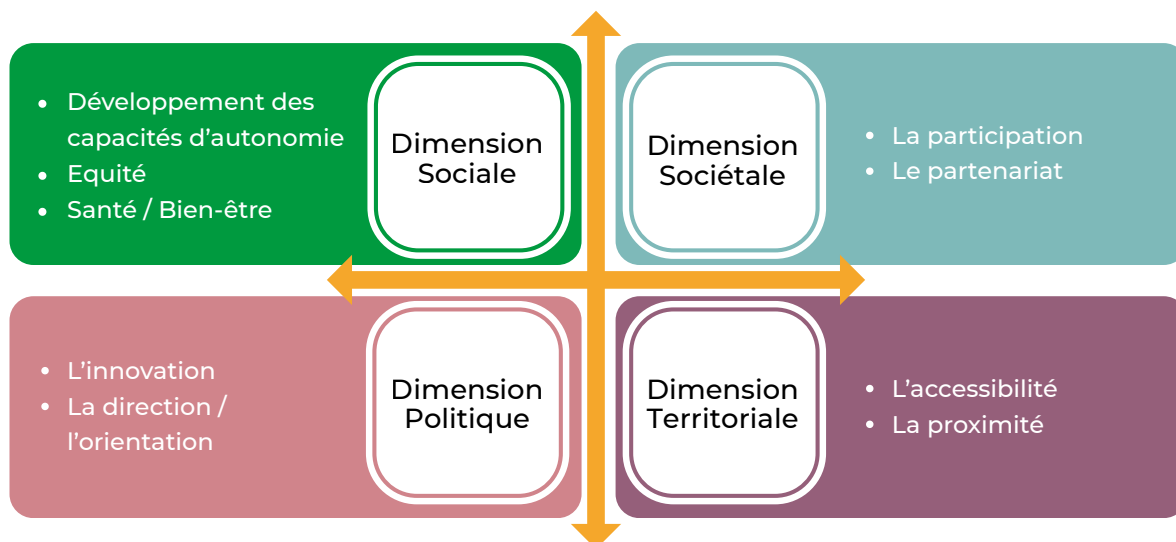 • Développement des
capacités d'autonomie
• Equité
• Santé / Bien-être
Dimension
Sociale
Dimension
Sociétale
• La participation
• Le partenariat
• L'innovation
• La direction /
l'orientation
Dimension
Politique
Dimension
Territoriale
• L'accessibilité
• La proximité